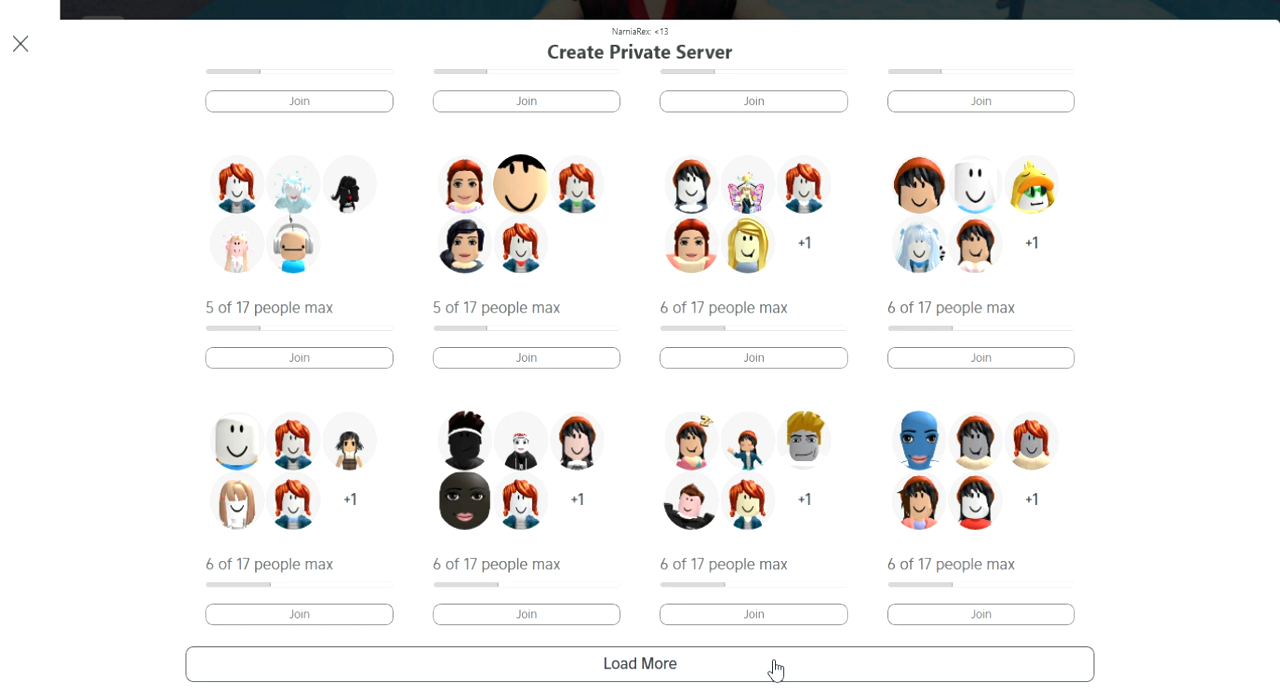 NarniaRex: <13
Create Private Server
Join Join Join Join
+1 +1
5 of 17 people max 5 of 17 people max 6 of 17 people max 6 of 17 people max
Join Join Join Join
+1 +1 +1 +1
6 of 17 people max 6 of 17 people max 6 of 17 people max 6 of 17 people max
Join Join Join Join
Load More